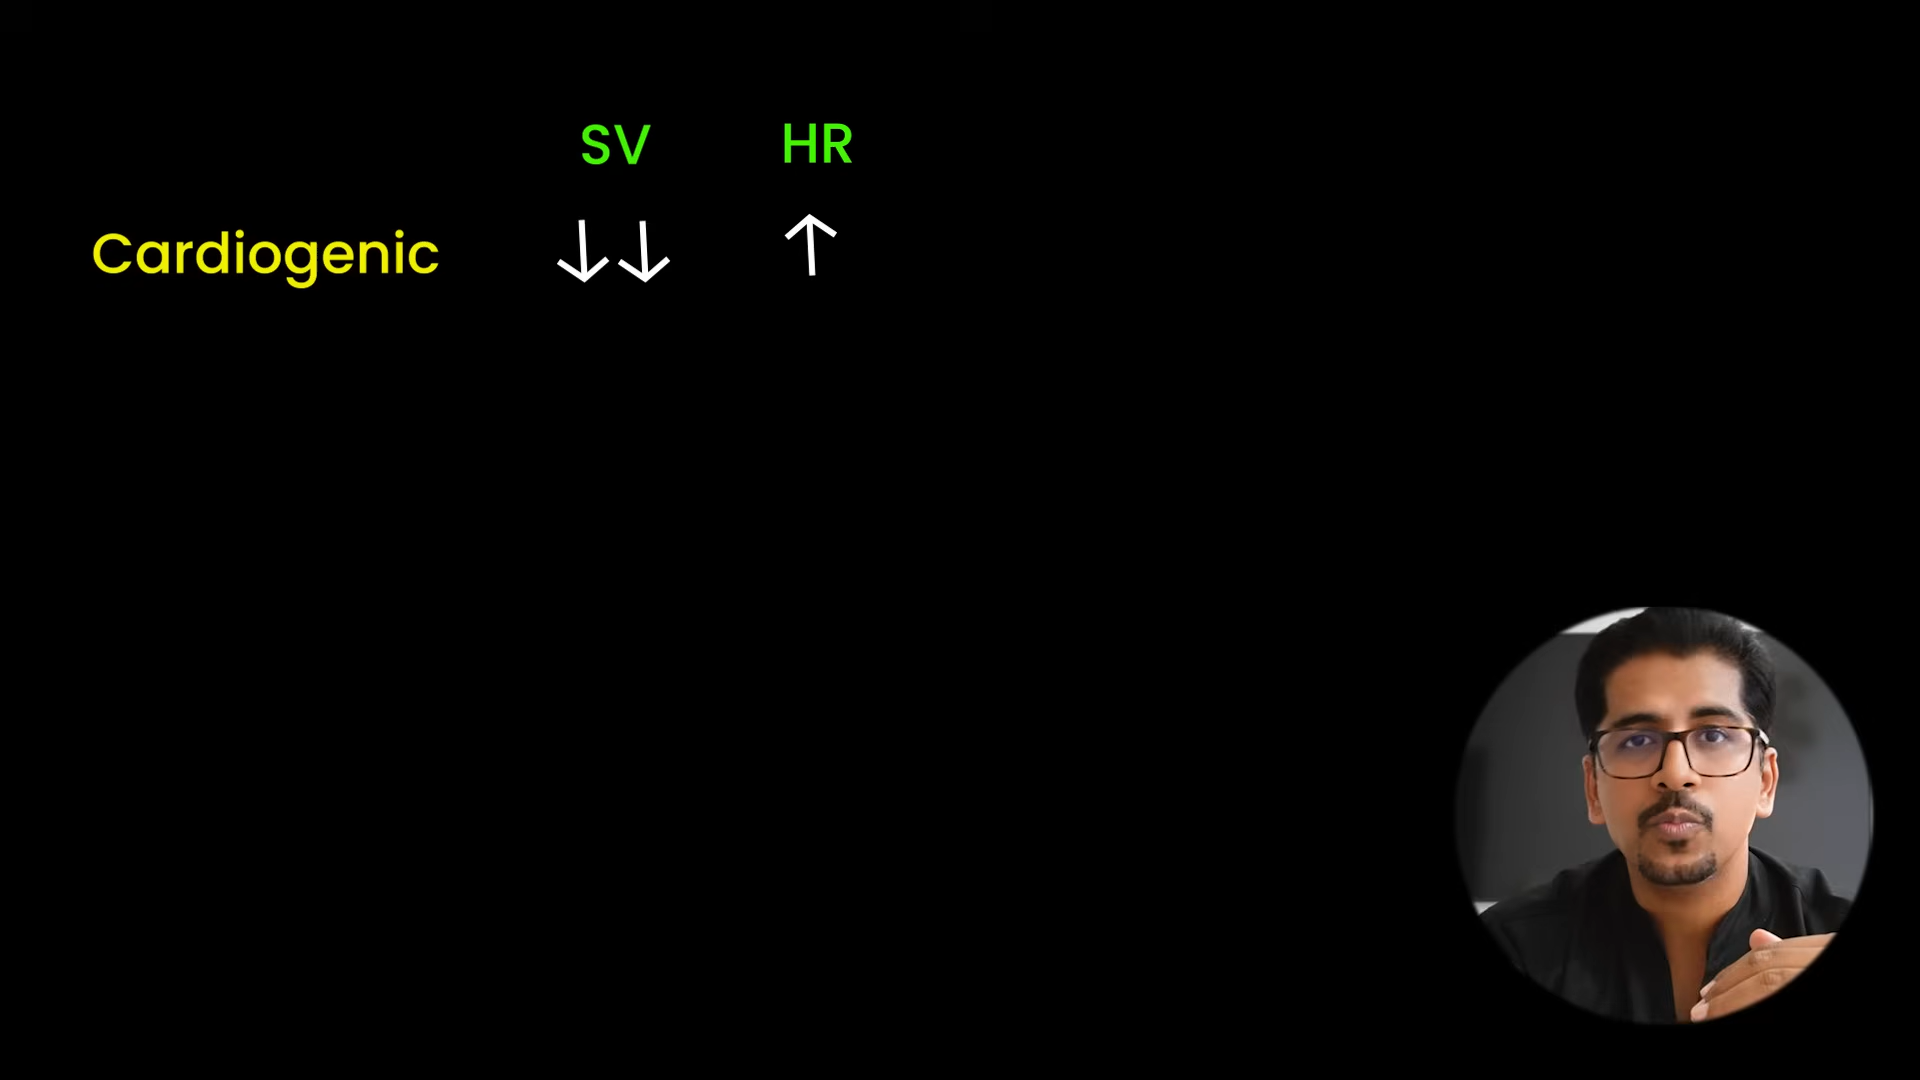 SV HR
Cardiogenic ↓↓ ↑